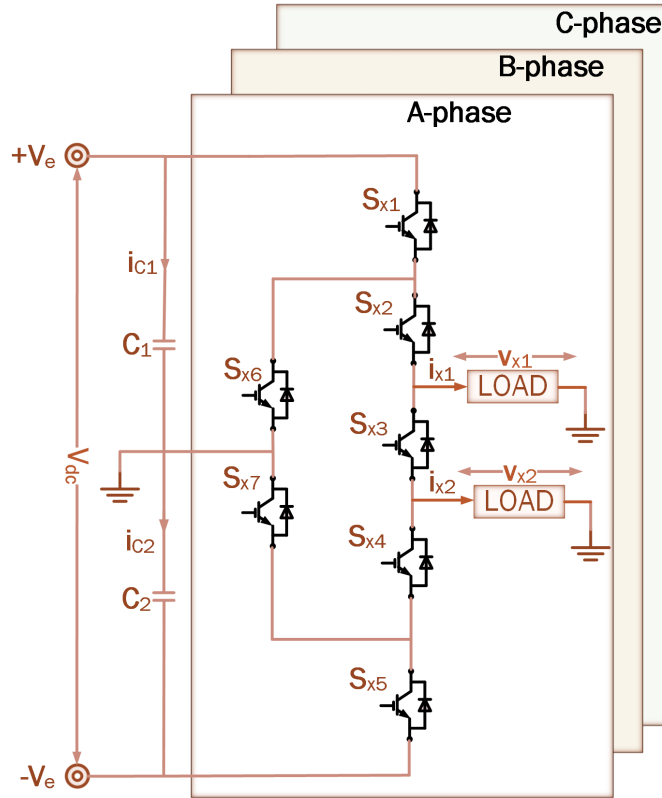 C-phase
B-phase
A-phase
+Ve
Sx1
iC1
Sx2
C1
Sx6
ix1
vx1
LOAD
Sx3
Vdc
Sx7
ix2
vx2
LOAD
iC2
Sx4
C2
Sx5
-Ve